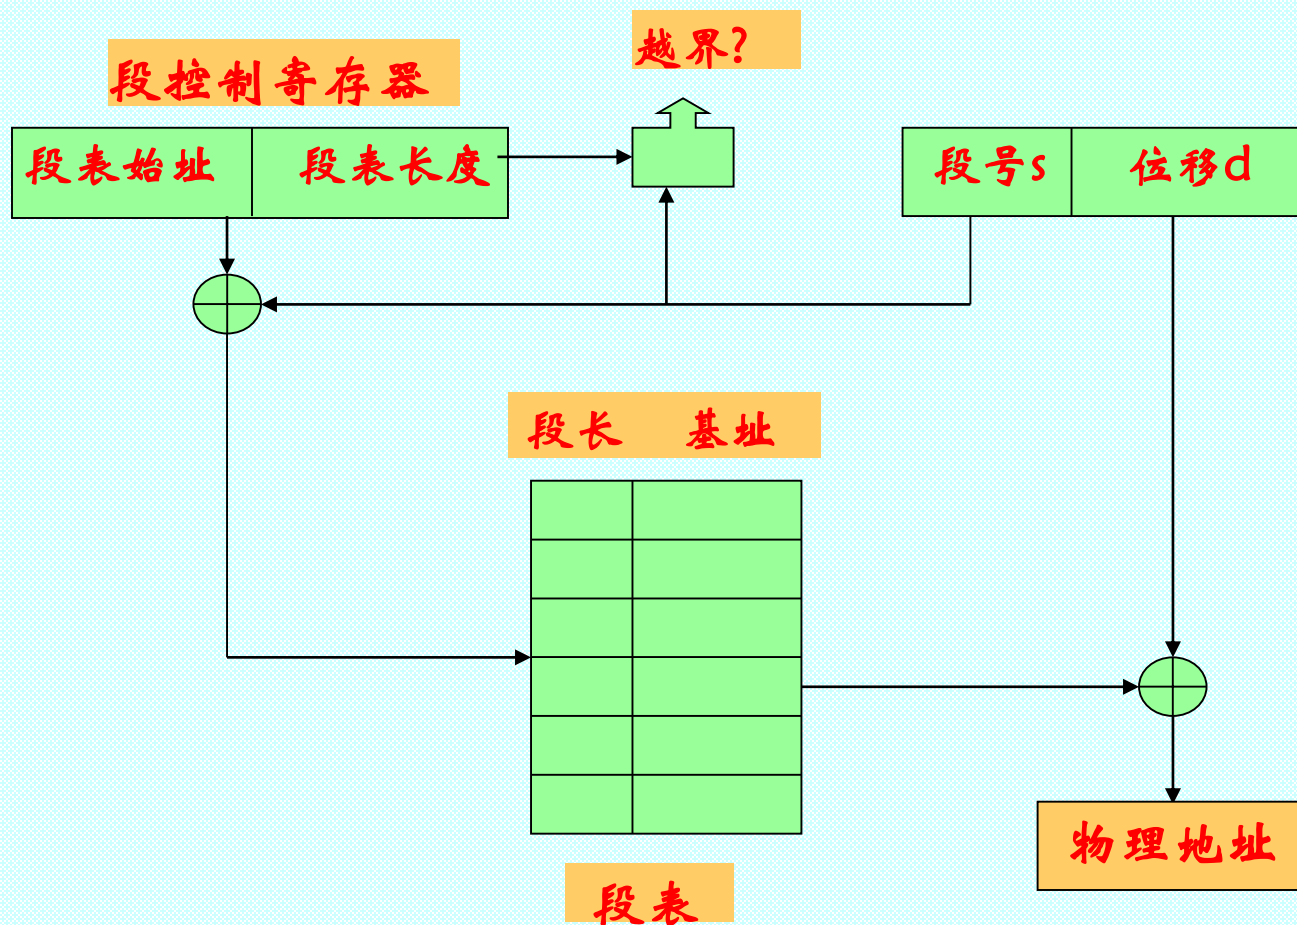 越界?
段控制寄存器
段表始址 段表长度
段号s 位移d
段长 基址
物理地址
段表